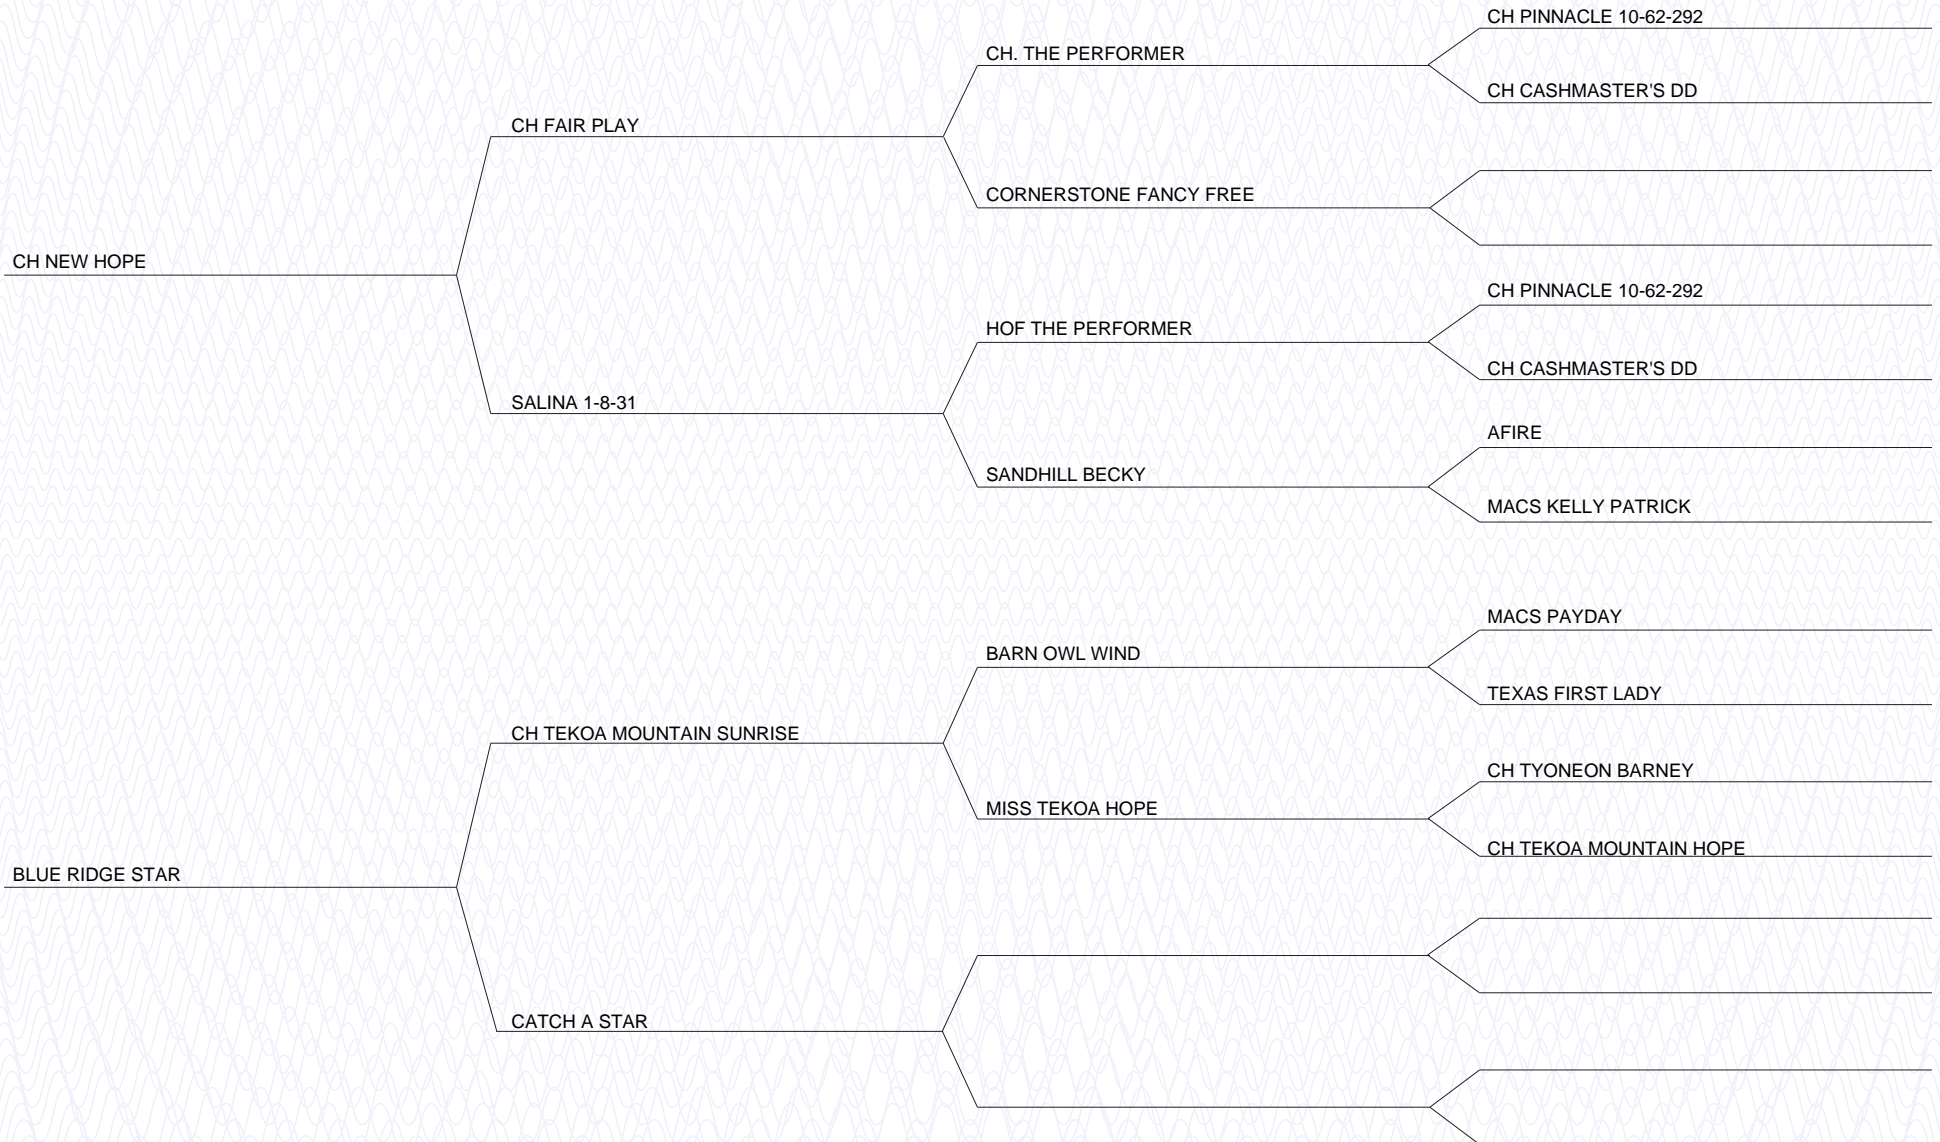 CH PINNACLE 10-62-292
CH. THE PERFORMER
CH CASHMASTER'S DD
CH FAIR PLAY
CORNERSTONE FANCY FREE
CH NEW HOPE
CH PINNACLE 10-62-292
HOF THE PERFORMER
CH CASHMASTER'S DD
SALINA 1-8-31
AFIRE
SANDHILL BECKY
MACS KELLY PATRICK
MACS PAYDAY
BARN OWL WIND
TEXAS FIRST LADY
CH TEKOA MOUNTAIN SUNRISE
CH TYONEON BARNEY
MISS TEKOA HOPE
CH TEKOA MOUNTAIN HOPE
BLUE RIDGE STAR
CATCH A STAR